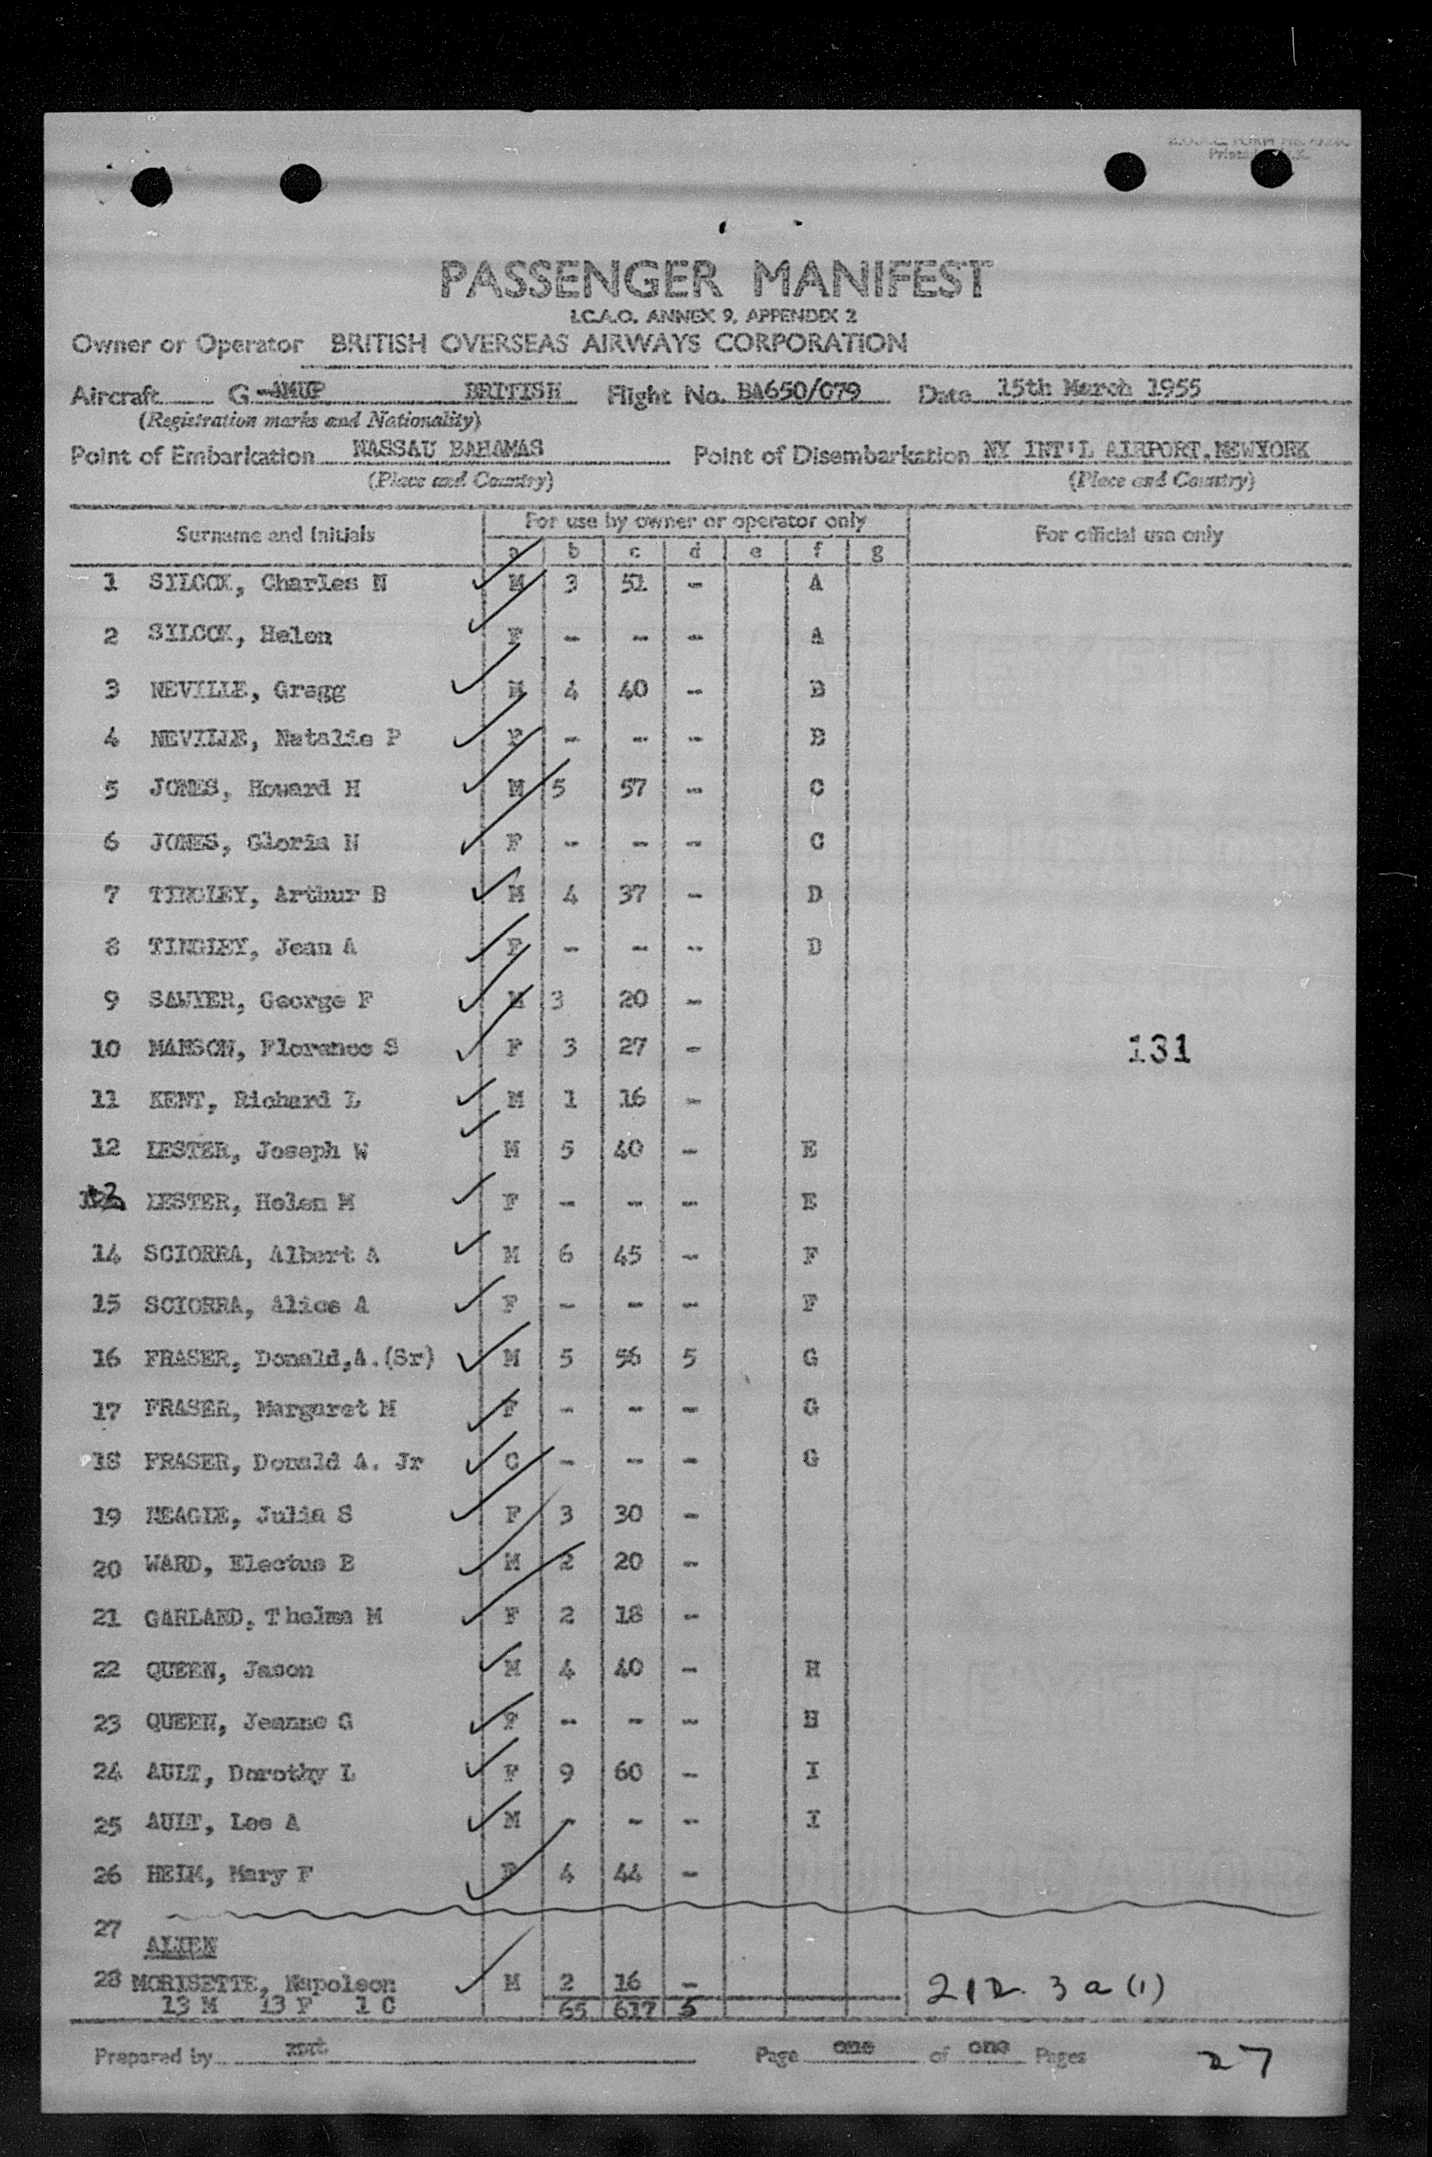 PASSENGER MANIFEST
I.C.A.O. ANNEX 9, APPENDIX 2
Owner or Operator BRITISH OVERSEAS AIRWAYS CORPORATION
Aircraft G-AMUP BRITISH Flight No. BA650/079 Date 15th March 1955
(Registration marks and Nationality)
Point of Embarkation NASSAU BAHAMAS Point of Disembarkation NY INT'L AIRPORT, NEWYORK
(Place and Country) (Place and Country)
Surname and Initials For use by owner or operator only For official use only
a b c d e f g
1 SILCOX, Charles N M 3 51 - A
2 SILCOX, Helen F - - - A
3 NEVILLE, Gragg M 4 40 - B
4 NEVILLE, Natalie P F - - - B
5 JONES, Howard H M 5 57 - C
6 JONES, Gloria N F - - - C
7 TINGLEY, Arthur B M 4 37 - D
8 TINGLEY, Jean A F - - - D
9 SAWYER, George F M 3 20 -
10 MANSON, Florence S F 3 27 - 131
11 KENT, Richard L M 1 16 -
12 LESTER, Joseph W M 5 40 - E
13 LESTER, Helen M F - - - E
14 SCIORRA, Albert A M 6 45 - F
15 SCIORRA, Alice A F - - - F
16 FRASER, Donald,A.(Sr) M 5 56 5 G
17 FRASER, Margaret M F - - - G
18 FRASER, Donald A. Jr C - - - G
19 NEAGLE, Julia S F 3 30 -
20 WARD, Electus B M 2 20 -
21 GARLAND, Thelma M F 2 18 -
22 QUEEN, Jason M 4 40 - H
23 QUEEN, Jeanne G F - - - H
24 AULT, Dorothy L F 9 60 - I
25 AULT, Lee A M - - - I
26 HEIM, Mary F F 4 44 -
27
ALIEN
28 MORISETTE, Napoleon M 2 16 - 212. 3 a (1)
13 M 13 F 1 C 65 617 5
Prepared by Page one of one Pages 27